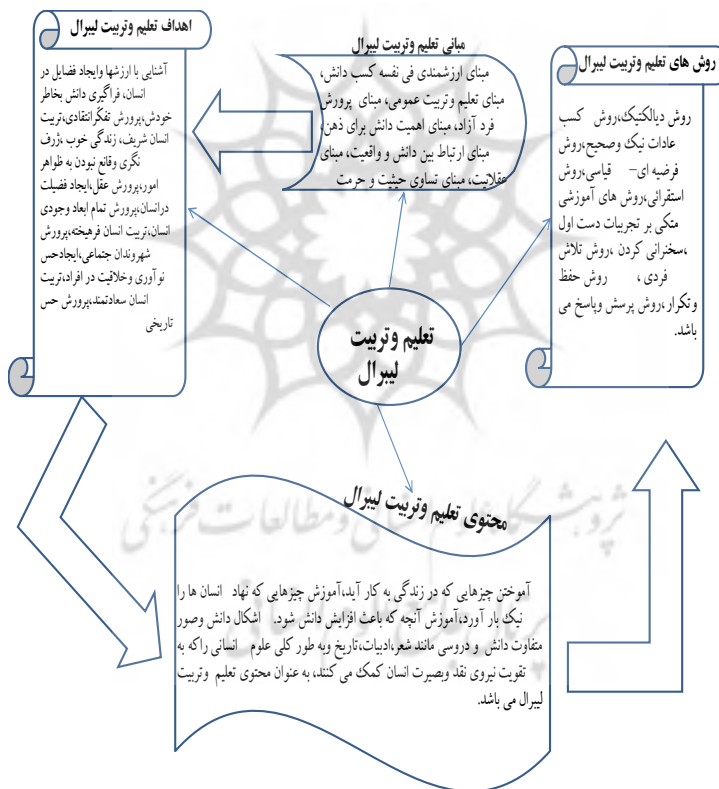 مبانی تعلیم وتربیت لیبرال
مبنای ارزشمندی فی نفسه کسب دانش،
مبنای تعلیم وتربیت عمومی، مبنای پرورش
فرد آزاد، مبنای اهمیت دانش برای ذهن،
مبنای ارتباط بین دانش و واقعیت، مبنای
عقلانیت، مبنای تساوی حیثیت و حرمت
روش های تعلیم وتربیت لیبرال
روش دیالکتیک،روش کسب
عادات نیک وصحیح،روش
فرضیه ای– قیاسی،روش
استقرائی،روش های آموزشی
متکی بر تجربیات دست اول
،سخنرانی کردن ،روش تلاش
فردی ، روش حفظ
وتکرار،روش پرسش وپاسخ می
باشد.
اهداف تعلیم وتربیت لیبرال
آشنایی با ارزشها وایجاد فضایل در
انسان، فراگیری دانش بخاطر
خودش،پرورش تفکّرانتقادی،تربیت
انسان شریف، زندگی خوب ،ژرف
نگری وقانع نبودن به ظواهر
امور،پرورش عقل،ایجاد فضیلت
درانسان،پرورش تمام ابعاد وجودی
انسان،تربیت انسان فرهیخته،پرورش
شهروندان جتماعی،ایجادحس
نوآوری وخلاقیت در افراد،تربیت
انسان سعادتمند،پرورش حس
تاریخی
تعلیم وتربیت
لیبرال
محتوی تعلیم وتربیت لیبرال
آموختن چیزهایی که در زندگی به کار آید،آموزش چیزهایی که نهاد انسان ها را
نیک بار آورد،آموزش آنچه که باعث افزایش دانش شود. اشکال دانش وصور
متفاوت دانش و دروسی مانند شعر،ادبیات،تاریخ وبه طور کلی علوم انسانی راکه به
تقویت نیروی نقد وبصیرت انسان کمک می کنند، به عنوان محتوی تعلیم وتربیت
لیبرال می باشد.